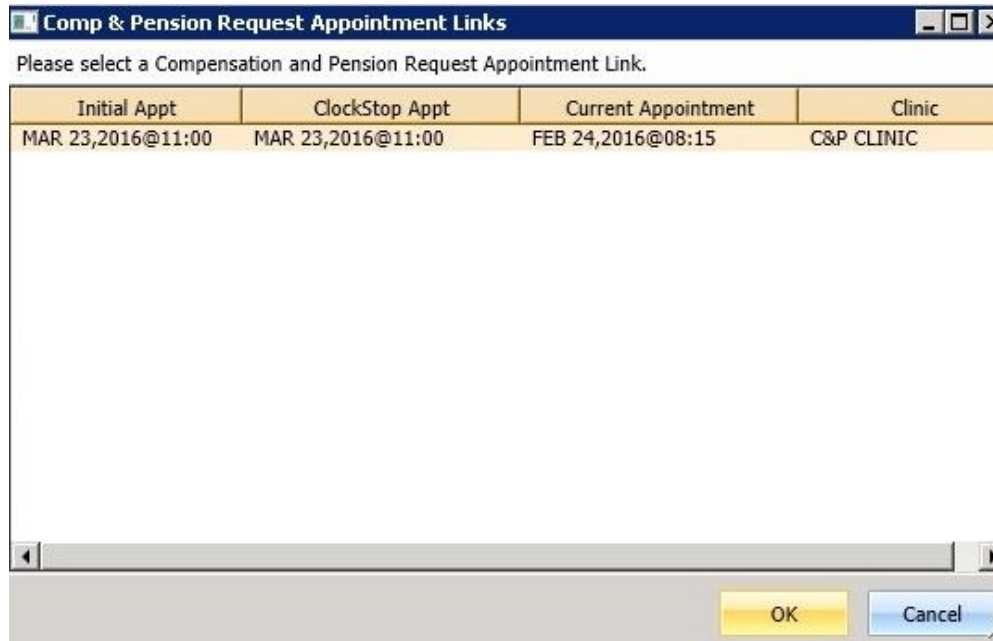 Comp & Pension Request Appointment Links
Please select a Compensation and Pension Request Appointment Link.
Initial Appt ClockStop Appt Current Appointment Clinic
MAR 23,2016@11:00 MAR 23,2016@11:00 FEB 24,2016@08:15 C&P CLINIC
OK Cancel